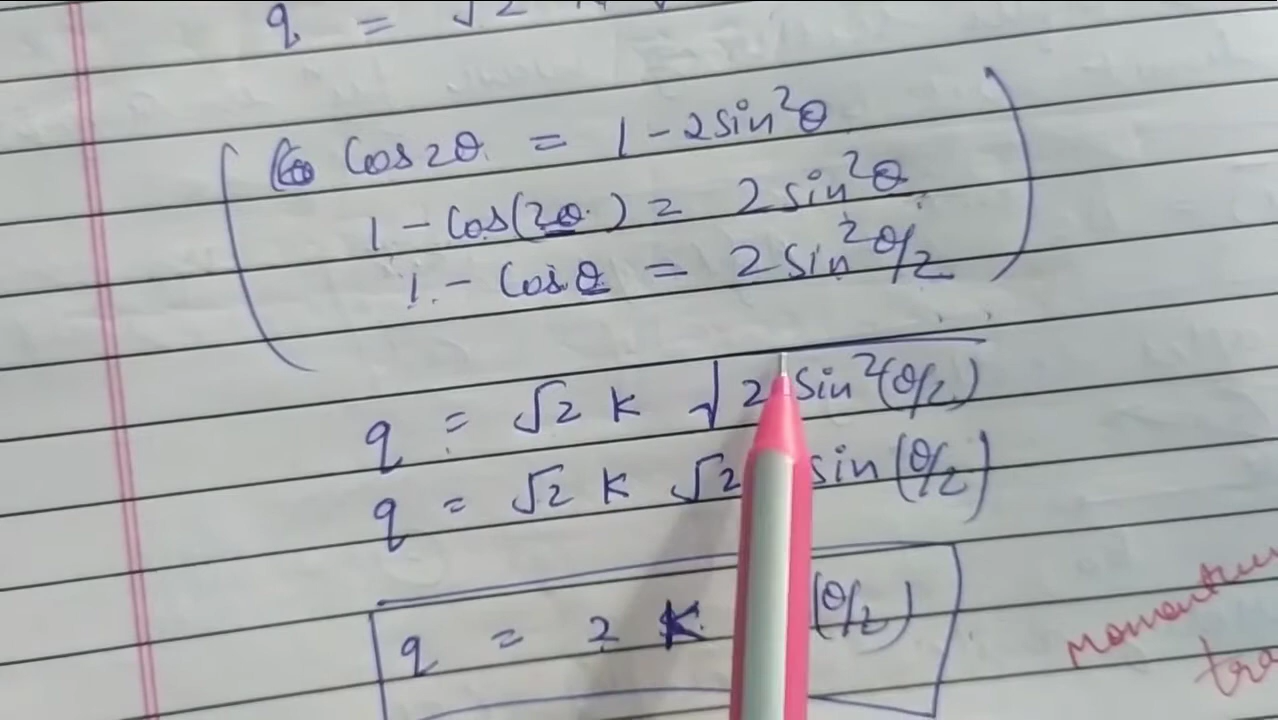 q = √2
Cos2θ = 1 - 2sin²θ
1 - Cos(2θ) = 2sin²θ
1 - Cosθ = 2sin²θ/2
q = √2 K √2 sin²(θ/2)
q = √2 K √2 sin(θ/2)
q = 2 K (θ/2)